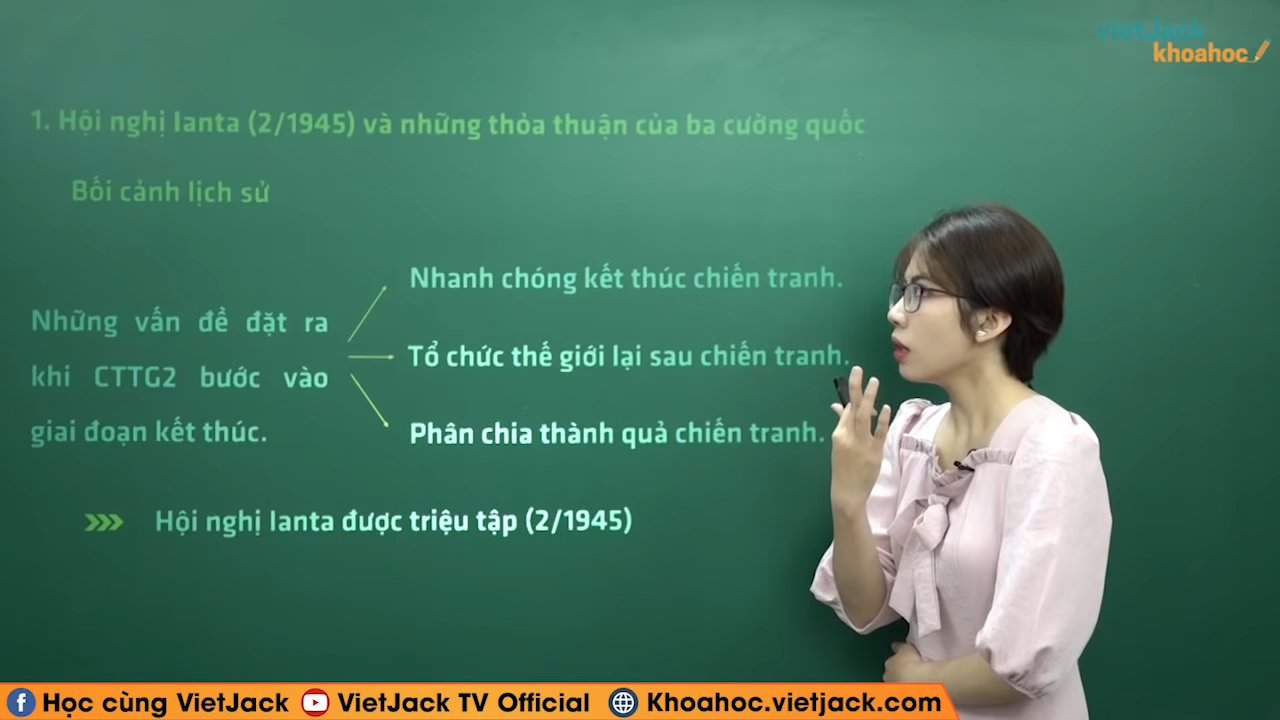 vietJack
khoahoc
1. Hội nghị Ianta (2/1945) và những thỏa thuận của ba cường quốc
Bối cảnh lịch sử
Nhanh chóng kết thúc chiến tranh.
Những vấn đề đặt ra
khi CTTG2 bước vào
giai đoạn kết thúc.
Tổ chức thế giới lại sau chiến tranh.
Phân chia thành quả chiến tranh.
Hội nghị Ianta được triệu tập (2/1945)
Học cùng VietJack
VietJack TV Official
Khoahoc.vietjack.com